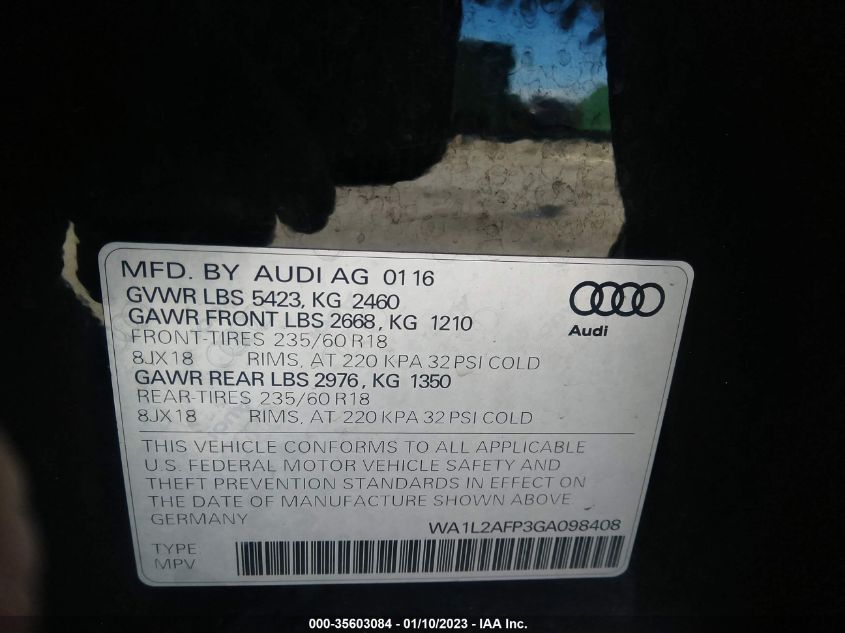 MFD. BY AUDI AG 01 16
GVWR LBS 5423, KG 2460
GAWR FRONT LBS 2668, KG 1210
FRONT-TIRES 235/60 R18
8JX18 RIMS, AT 220 KPA 32 PSI COLD
GAWR REAR LBS 2976, KG 1350
REAR-TIRES 235/60 R18
8JX18 RIMS, AT 220 KPA 32 PSI COLD
Audi
THIS VEHICLE CONFORMS TO ALL APPLICABLE
U.S. FEDERAL MOTOR VEHICLE SAFETY AND
THEFT PREVENTION STANDARDS IN EFFECT ON
THE DATE OF MANUFACTURE SHOWN ABOVE.
GERMANY
WA1L2AFP3GA098408
TYPE
MPV
000-35603084 - 01/10/2023 - IAA Inc.